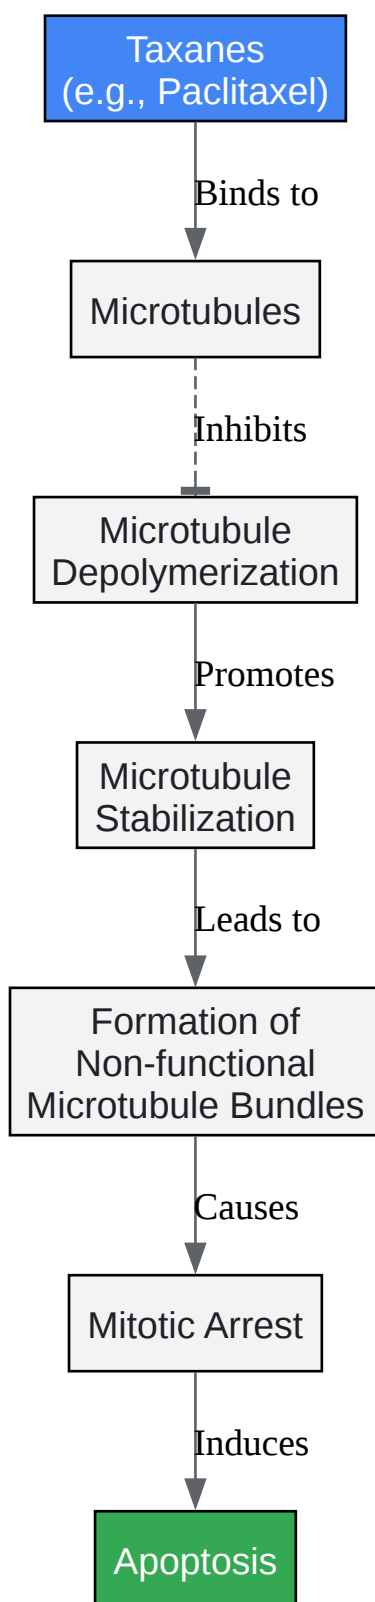 Taxanes
(e.g., Paclitaxel)
Binds to
Microtubules
Inhibits
Microtubule
Depolymerization
Promotes
Microtubule
Stabilization
Leads to
Formation of
Non-functional
Microtubule Bundles
Causes
Mitotic Arrest
Induces
Apoptosis